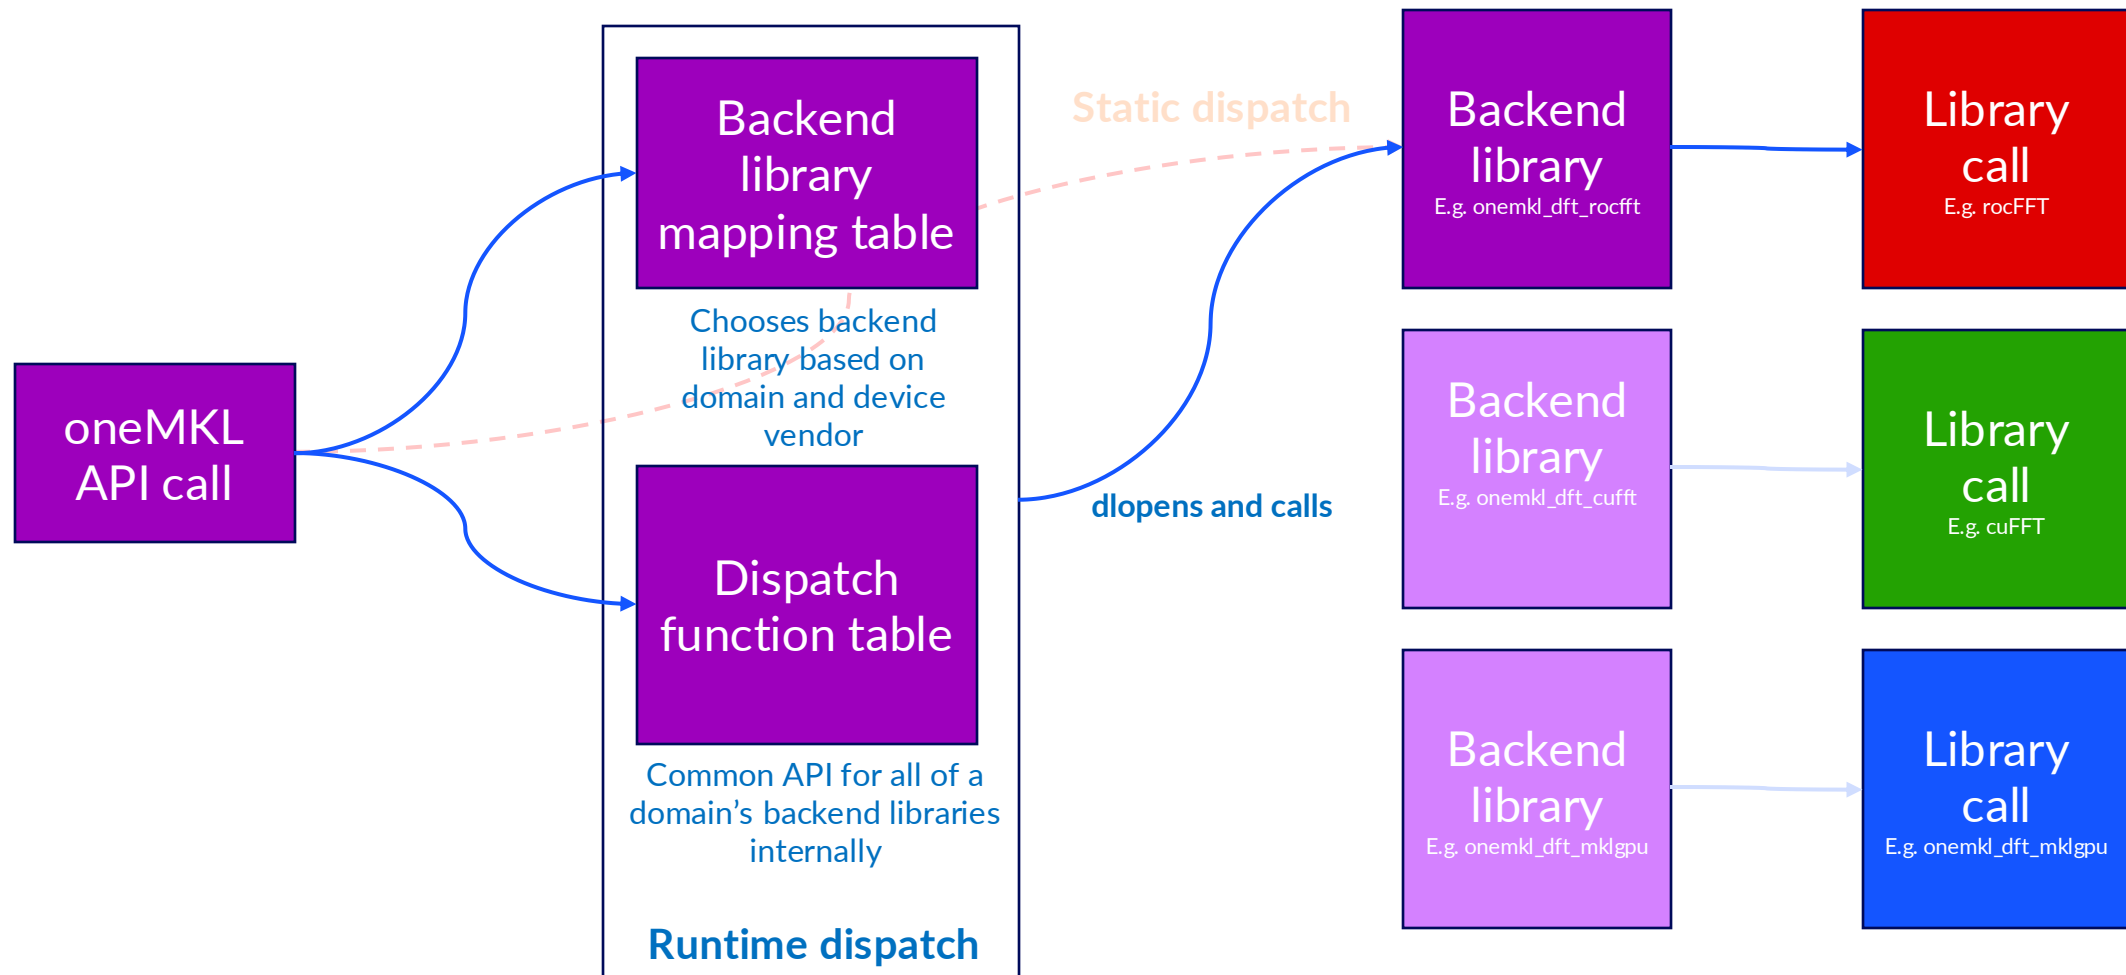 oneMKL
API call
Backend
library
mapping table
Chooses backend
library based on
domain and device
vendor
Dispatch
function table
Common API for all of a
domain’s backend libraries
internally
Runtime dispatch
Static dispatch
dlopens and calls
Backend
library
E.g. onemkl_dft_rocfft
Library
call
E.g. rocFFT
Backend
library
E.g. onemkl_dft_cufft
Library
call
E.g. cuFFT
Backend
library
E.g. onemkl_dft_mklgpu
Library
call
E.g. onemkl_dft_mklgpu